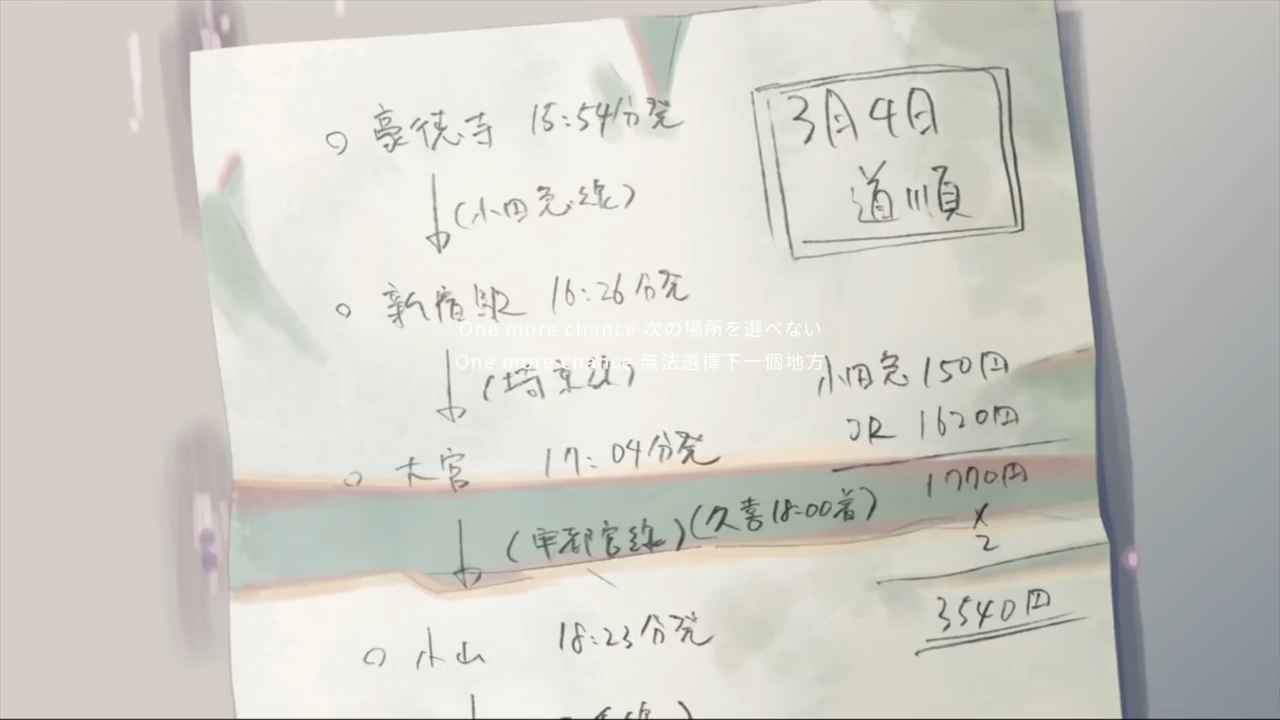 3月4日
道順
○ 豪徳寺 15:54分発
↓(小田急線)
○ 新宿駅 16:26分発
One more chance 次の場所を選べない
One more chance 無法選擇下一個地方
↓(埼京線)
小田急 150円
JR 1620円
○ 大宮 17:04分発
1770円
×
2
↓(宇都宮線)(久喜18:00着)
3540円
○ 小山 18:23分発